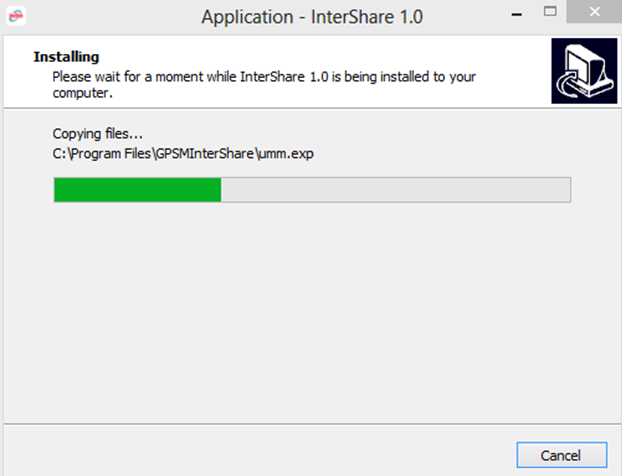 Application - InterShare 1.0
Installing
Please wait for a moment while InterShare 1.0 is being installed to your
computer.
Copying files...
C:\Program Files\GPSMInterShare\umm.exp
Cancel